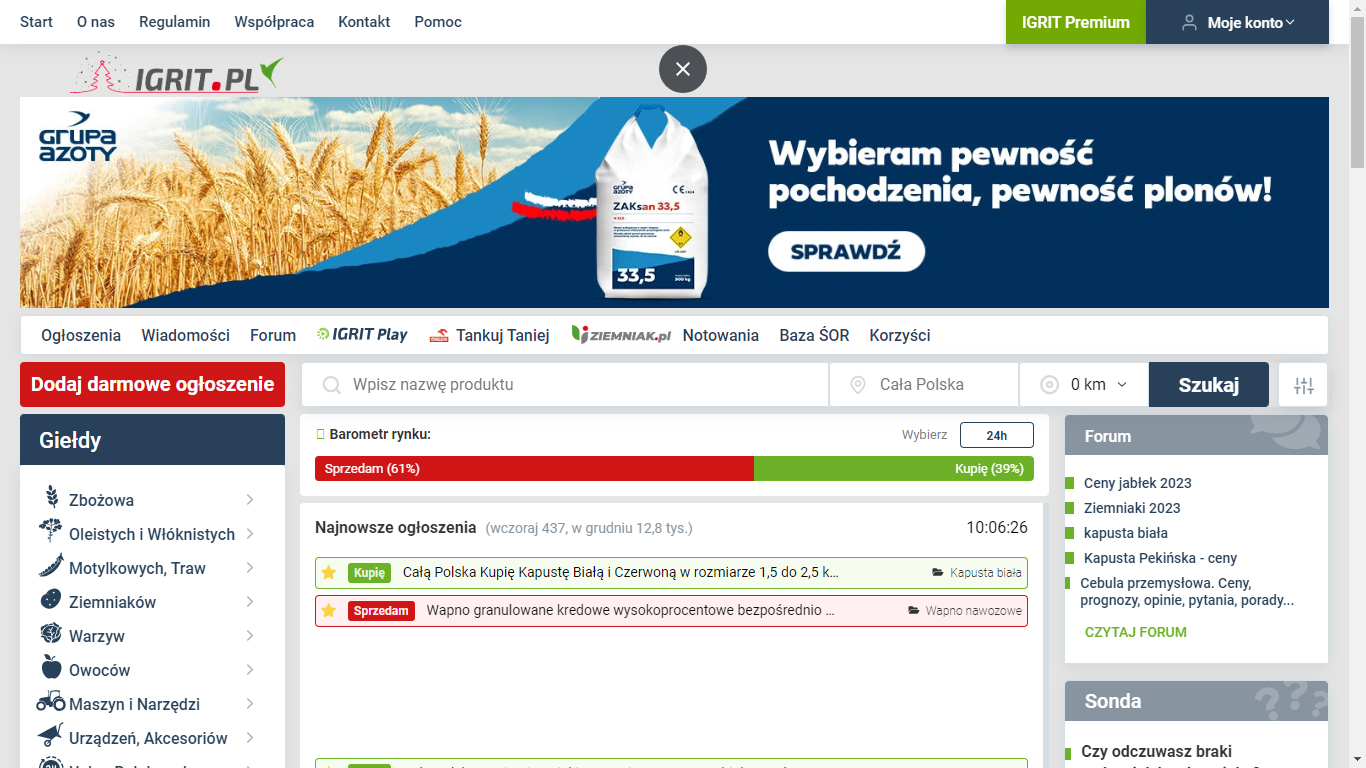 Start O nas Regulamin Współpraca Kontakt Pomoc IGRIT Premium Moje konto
IGRIT.PL
GRUPA AZOTY
Wybieram pewność pochodzenia, pewność plonów!
SPRAWDŹ
GRUPA AZOTY
ZAKsan 33,5
33,5
Ogłoszenia Wiadomości Forum IGRIT Play Tankuj Taniej ZIEMNIAK.pl Notowania Baza ŚOR Korzyści
Dodaj darmowe ogłoszenie Wpisz nazwę produktu Cała Polska 0 km Szukaj
Giełdy
Zbożowa
Oleistych i Włóknistych
Motylkowych, Traw
Ziemniaków
Warzyw
Owoców
Maszyn i Narzędzi
Urządzeń, Akcesoriów
Barometr rynku: Wybierz 24h
Sprzedam (61%) Kupię (39%)
Najnowsze ogłoszenia (wczoraj 437, w grudniu 12,8 tys.) 10:06:26
Kupię Całą Polska Kupię Kapustę Białą i Czerwoną w rozmiarze 1,5 do 2,5 k... Kapusta biała
Sprzedam Wapno granulowane kredowe wysokoprocentowe bezpośrednio ... Wapno nawozowe
Forum
Ceny jabłek 2023
Ziemniaki 2023
kapusta biała
Kapusta Pekińska - ceny
Cebula przemysłowa. Ceny,
prognozy, opinie, pytania, porady...
CZYTAJ FORUM
Sonda
Czy odczuwasz braki